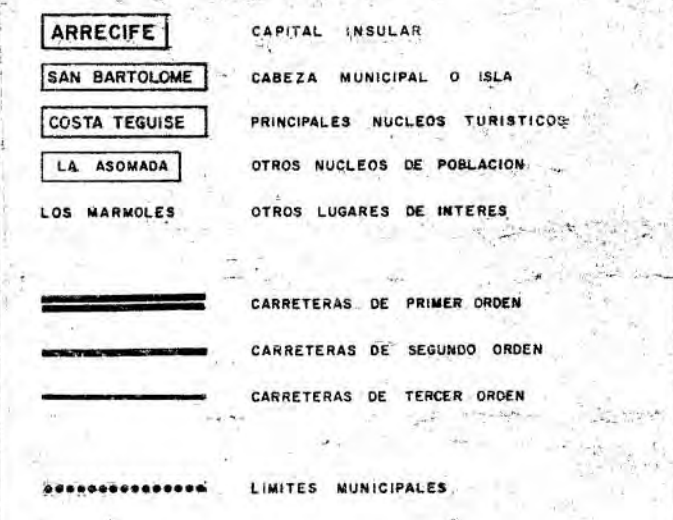 ARRECIFE CAPITAL INSULAR
SAN BARTOLOME CABEZA MUNICIPAL O ISLA
COSTA TEGUISE PRINCIPALES NUCLEOS TURISTICOS
LA ASOMADA OTROS NUCLEOS DE POBLACION
LOS MARMOLES OTROS LUGARES DE INTERES
CARRETERAS DE PRIMER ORDEN
CARRETERAS DE SEGUNDO ORDEN
CARRETERAS DE TERCER ORDEN
LIMITES MUNICIPALES